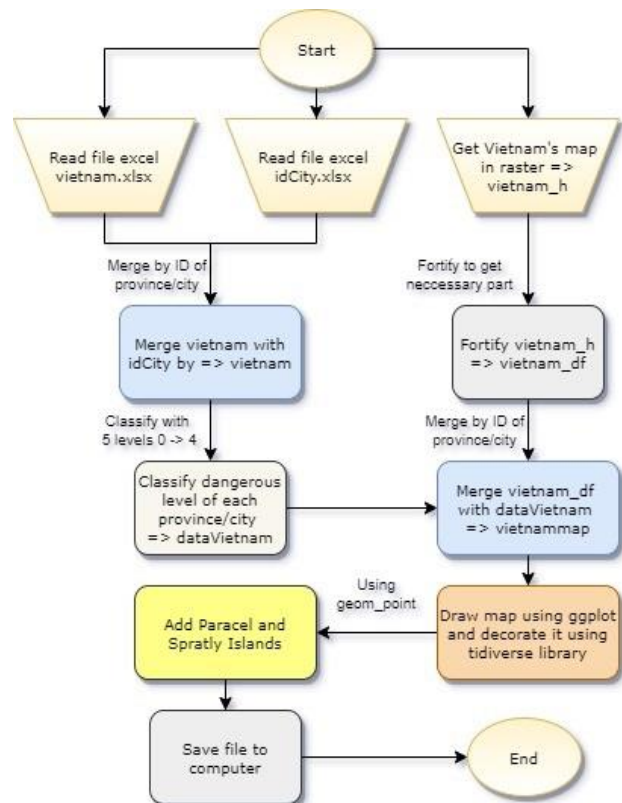 Start
Read file excel
vietnam.xlsx
Read file excel
idCity.xlsx
Get Vietnam's map
in raster =>
vietnam_h
Merge by ID of
province/city
Fortify to get
neccessary part
Merge vietnam with
idCity by => vietnam
Fortify vietnam_h
=> vietnam_df
Classify with
5 levels 0 -> 4
Merge by ID of
province/city
Classify dangerous
level of each
province/city
=> dataVietnam
Merge vietnam_df
with dataVietnam
=> vietnammap
Using
geom_point
Add Paracel and
Spratly Islands
Draw map using ggplot
and decorate it using
tidiverse library
Save file to
computer
End